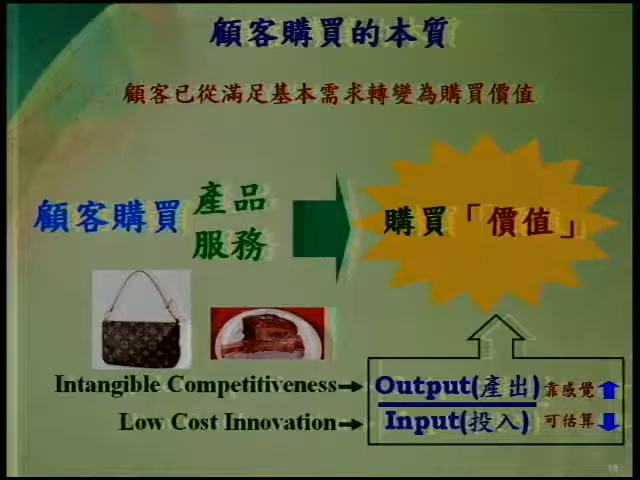 顧客購買的本質
顧客已從滿足基本需求轉變為購買價值
顧客購買 產品
服務
購買「價值」
Intangible Competitiveness
Output(產出) 靠感覺
Low Cost Innovation
Input(投入) 可估算